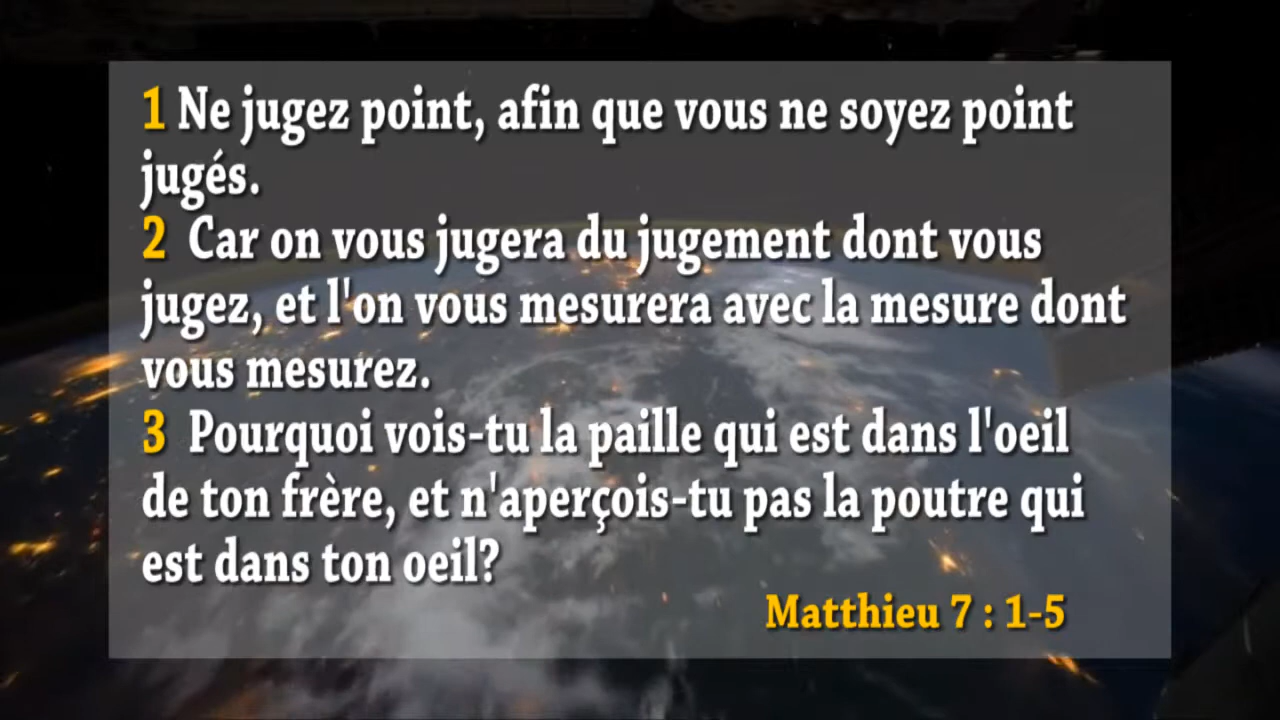 1 Ne jugez point, afin que vous ne soyez point
jugés.
2 Car on vous jugera du jugement dont vous
jugez, et l'on vous mesurera avec la mesure dont
vous mesurez.
3 Pourquoi vois-tu la paille qui est dans l'oeil
de ton frère, et n'aperçois-tu pas la poutre qui
est dans ton oeil?
Matthieu 7 : 1-5